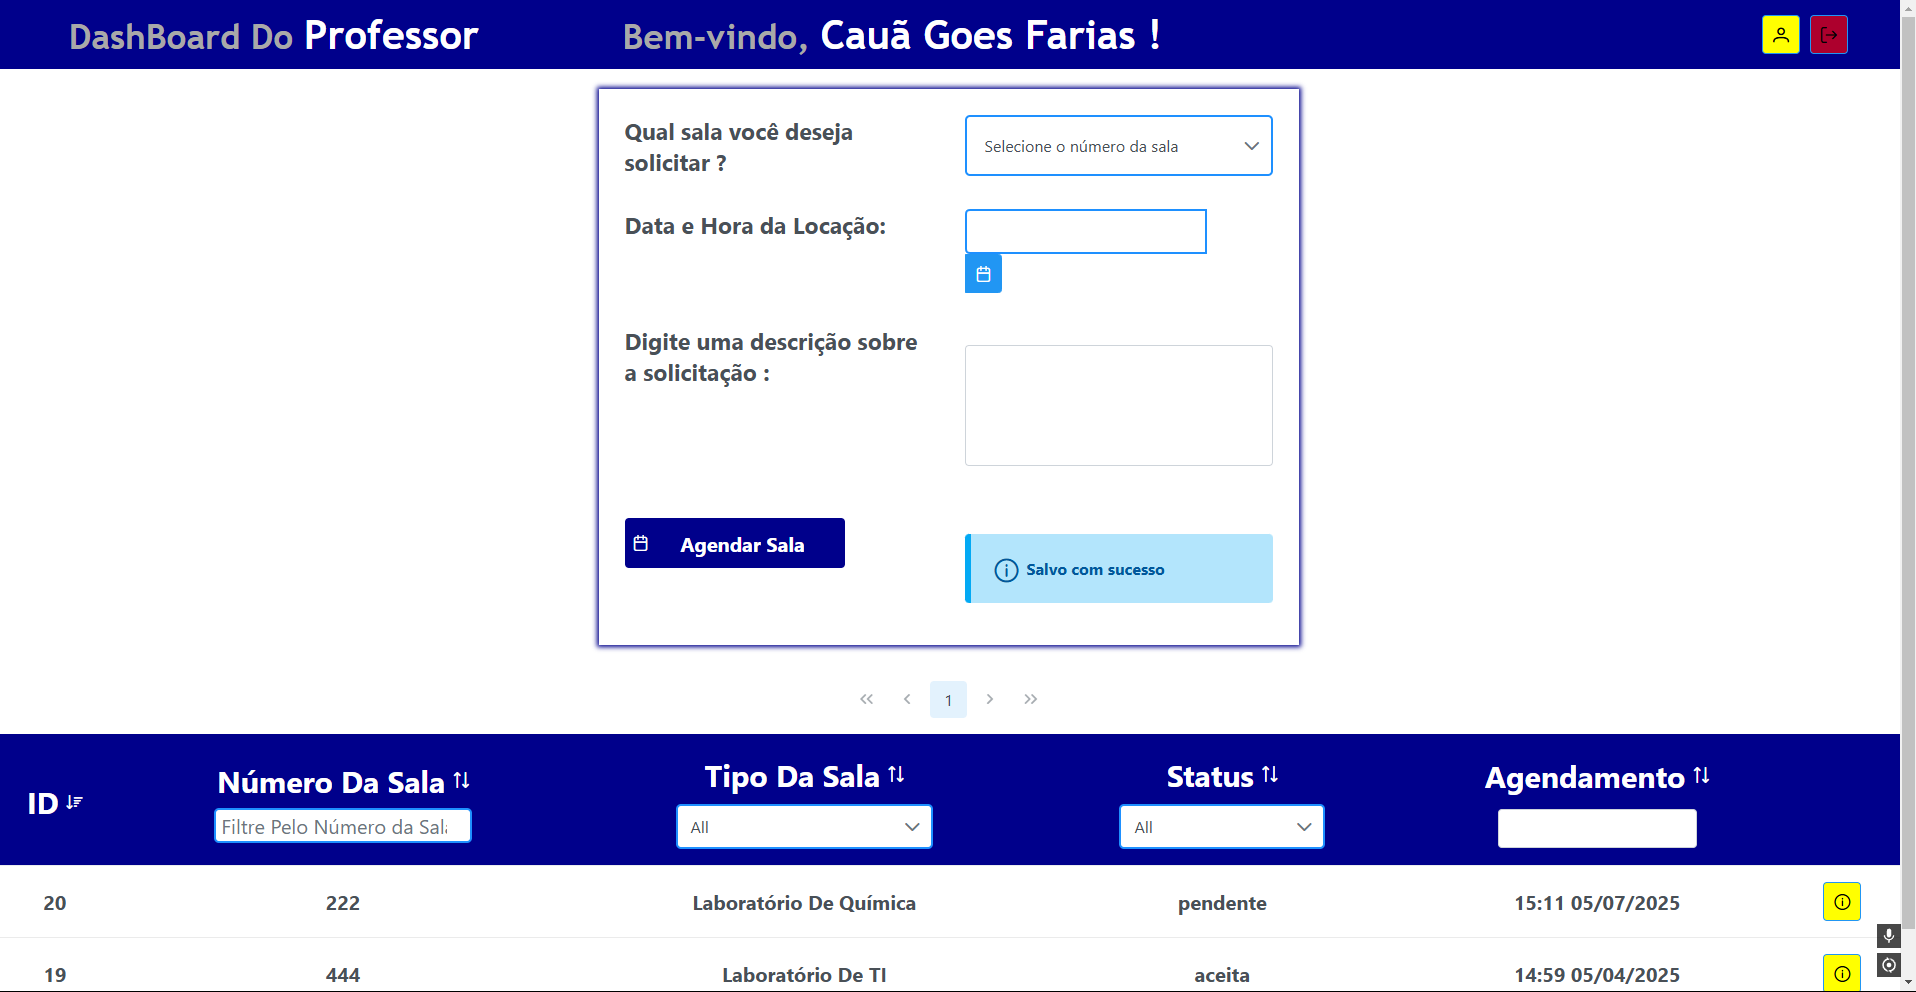 DashBoard Do Professor
Bem-vindo, Cauã Goes Farias !
Qual sala você deseja
solicitar ?
Selecione o número da sala
Data e Hora da Locação:
Digite uma descrição sobre
a solicitação :
Agendar Sala
Salvo com sucesso
1
ID
Número Da Sala
Tipo Da Sala
Status
Agendamento
Filtre Pelo Número da Sala
All
All
20 222 Laboratório De Química pendente 15:11 05/07/2025
19 444 Laboratório De TI aceita 14:59 05/04/2025